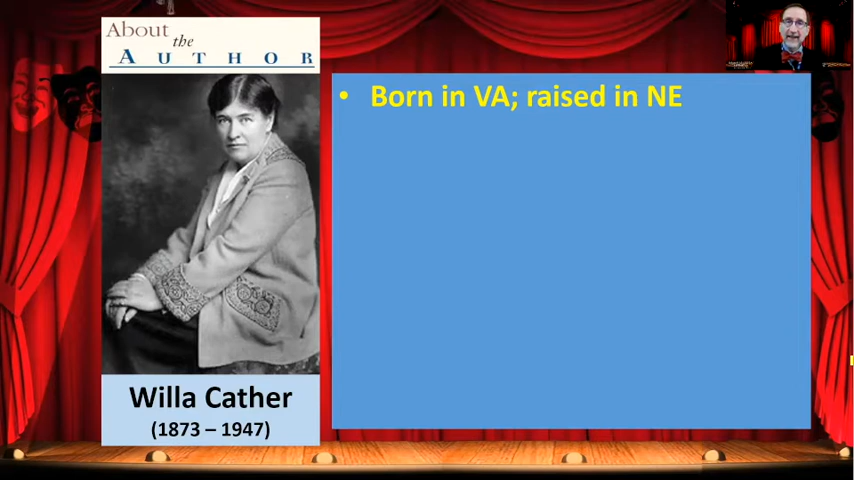 About
the
AUTHOR
• Born in VA; raised in NE
Willa Cather
(1873 – 1947)